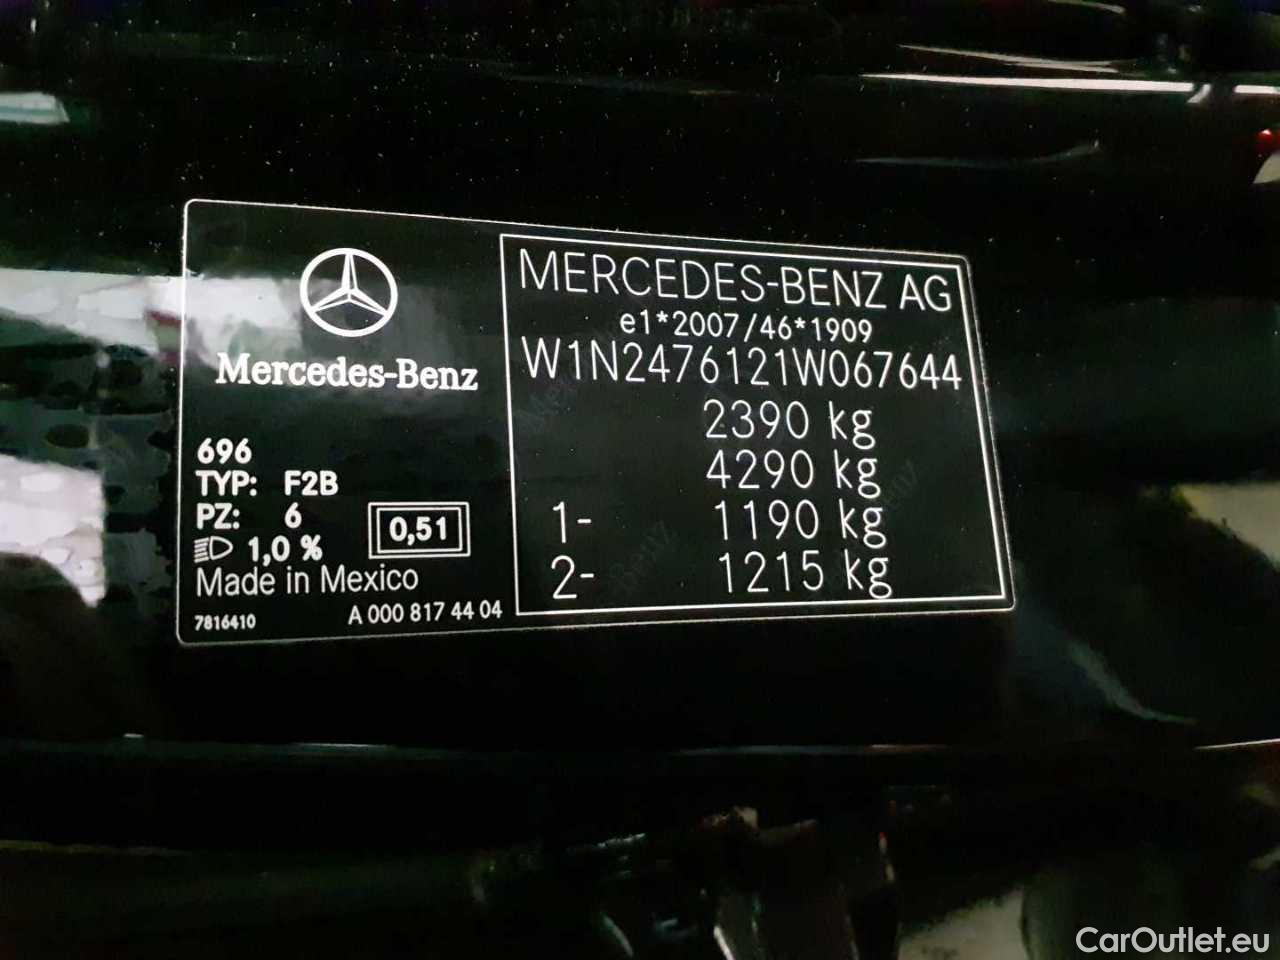 Mercedes-Benz
696
TYP: F2B
PZ: 6
1,0 %
0,51
Made in Mexico
7816410
A 000 817 44 04
MERCEDES-BENZ AG
e1*2007/46*1909
W1N2476121W067644
2390 kg
4290 kg
1- 1190 kg
2- 1215 kg
CarOutlet.eu